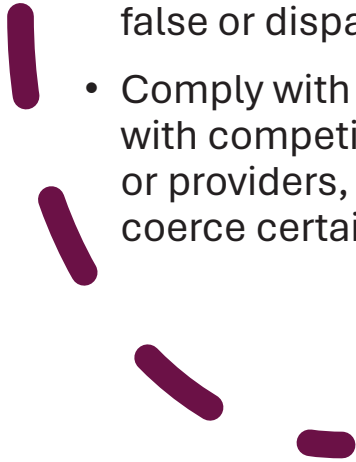 false or dispa
• Comply with
with competi
or providers,
coerce certai